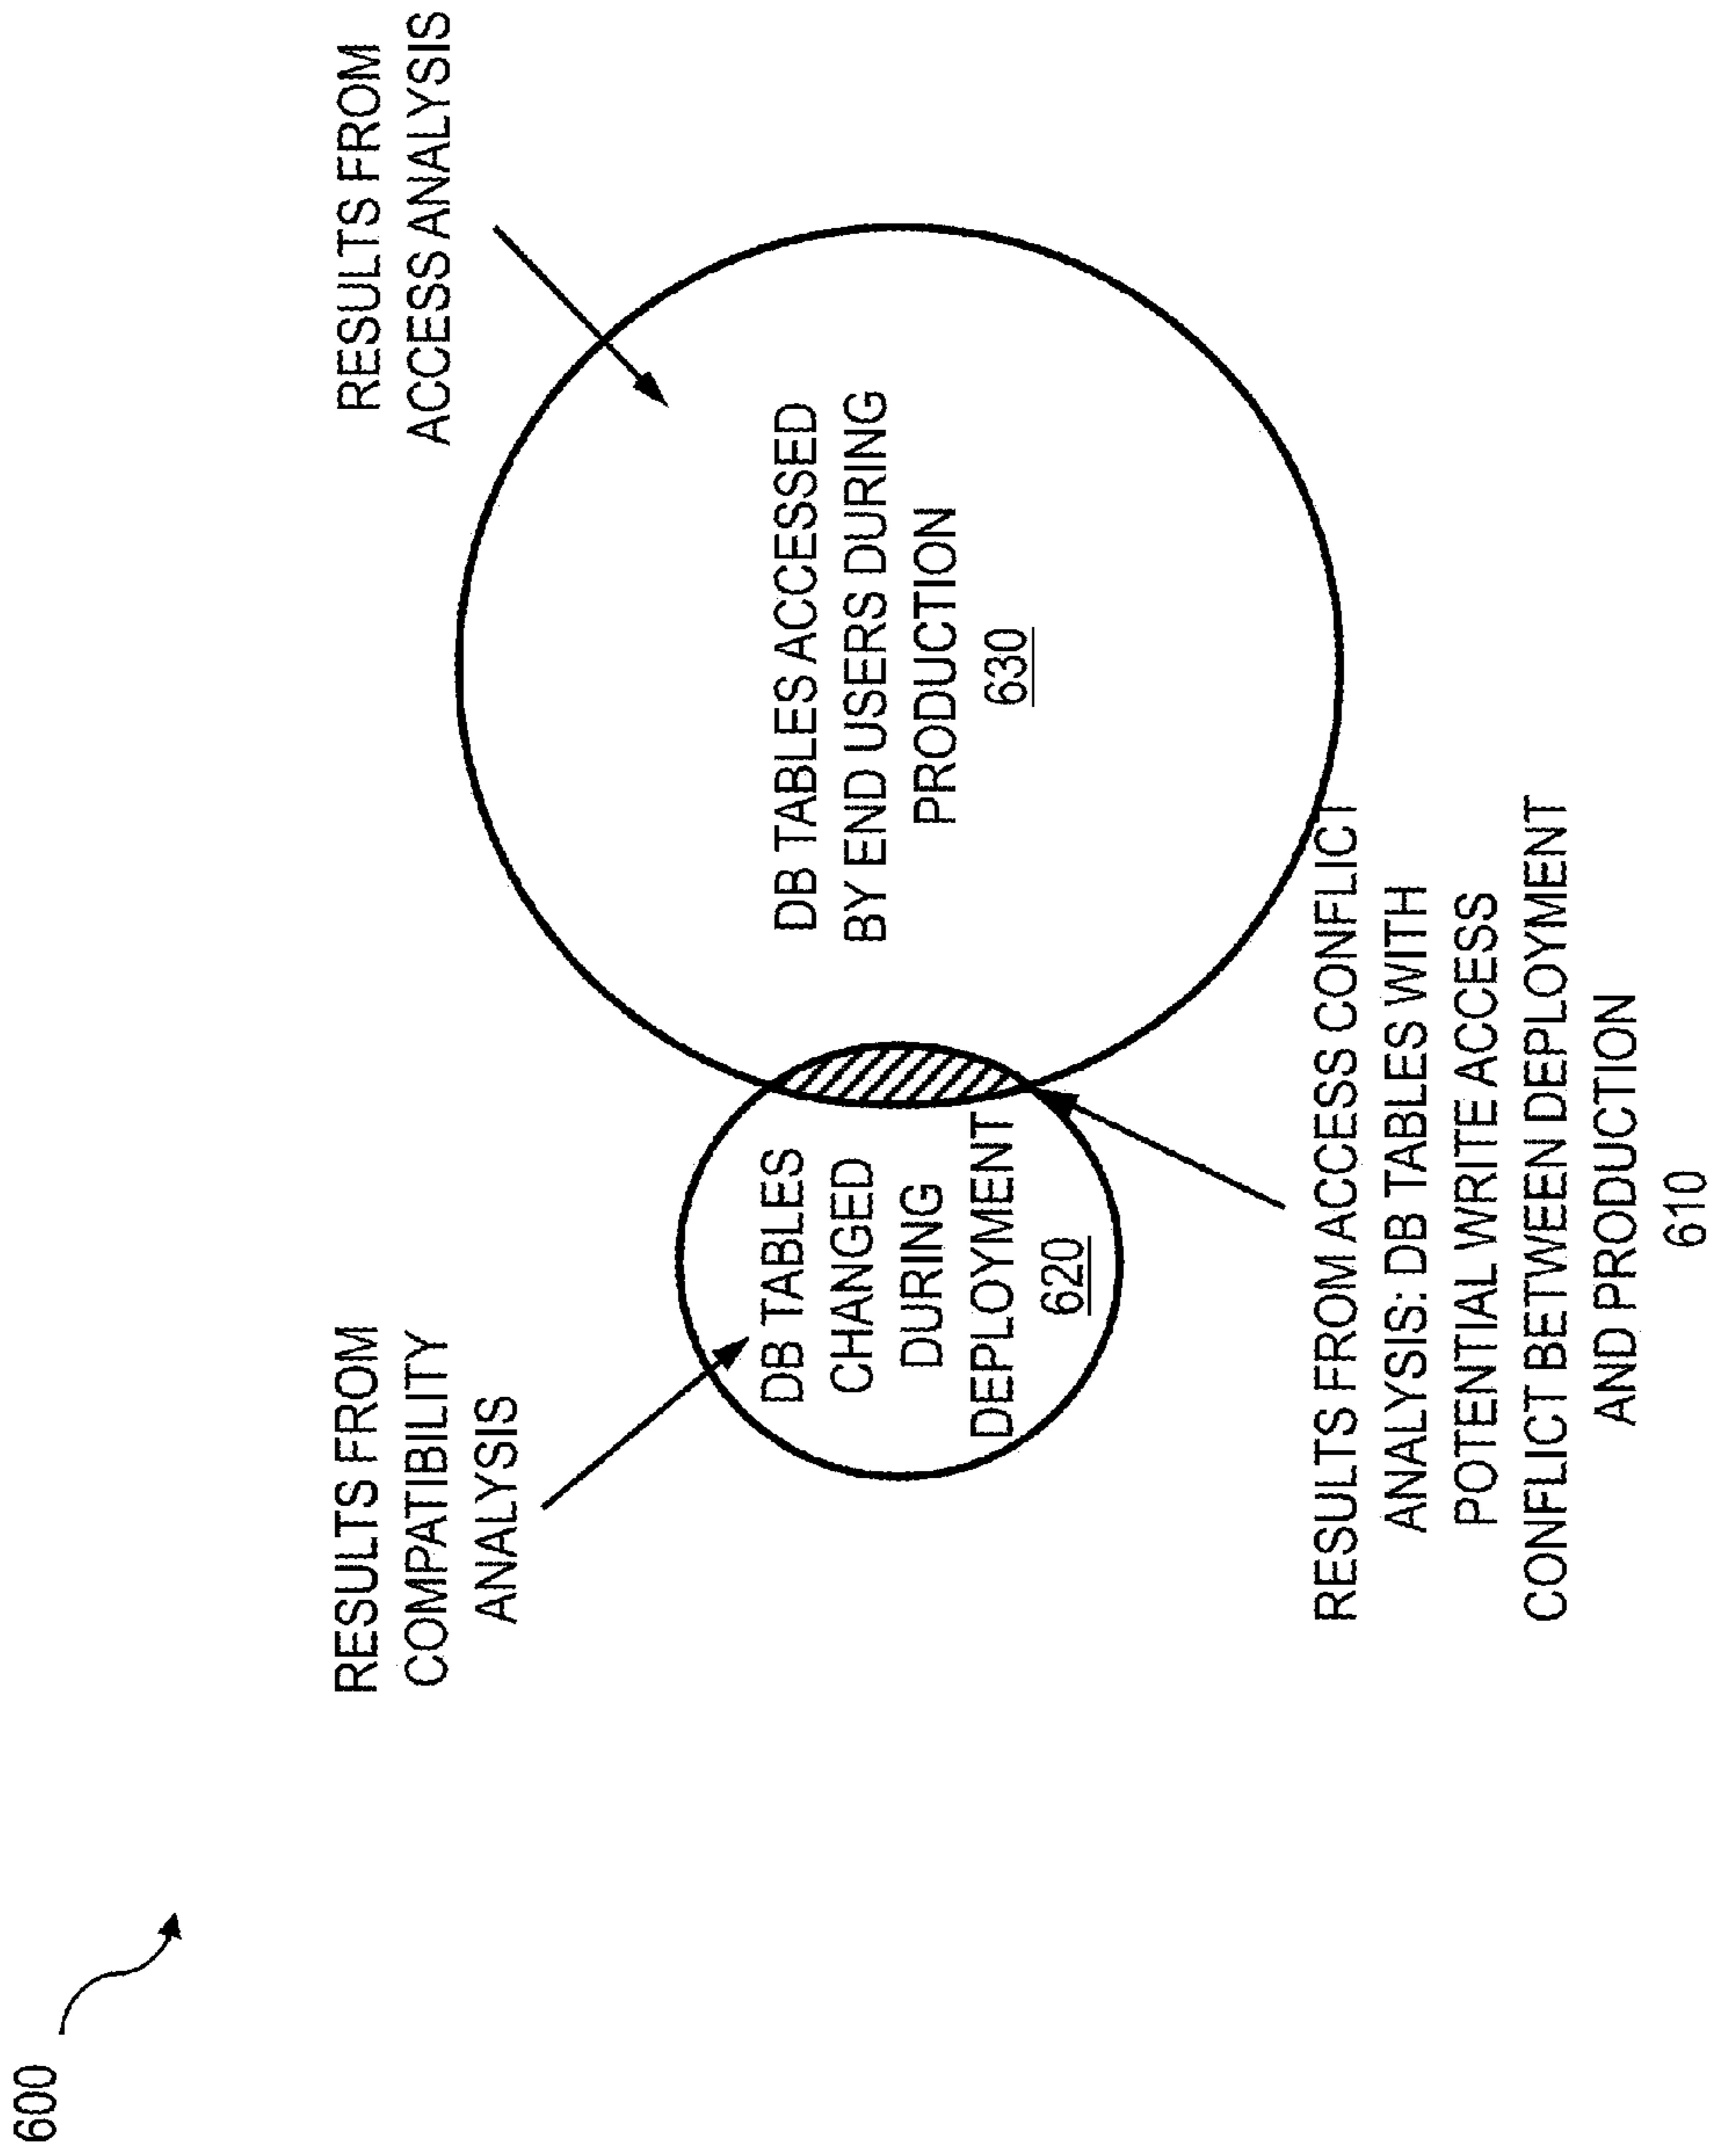 600
RESULTS FROM
COMPATIBILITY
ANALYSIS
RESULTS FROM
ACCESS ANALYSIS
DB TABLES
CHANGED
DURING
DEPLOYMENT
620
DB TABLES ACCESSED
BY END USERS DURING
PRODUCTION
630
RESULTS FROM ACCESS CONFLICT
ANALYSIS: DB TABLES WITH
POTENTIAL WRITE ACCESS
CONFLICT BETWEEN DEPLOYMENT
AND PRODUCTION
610